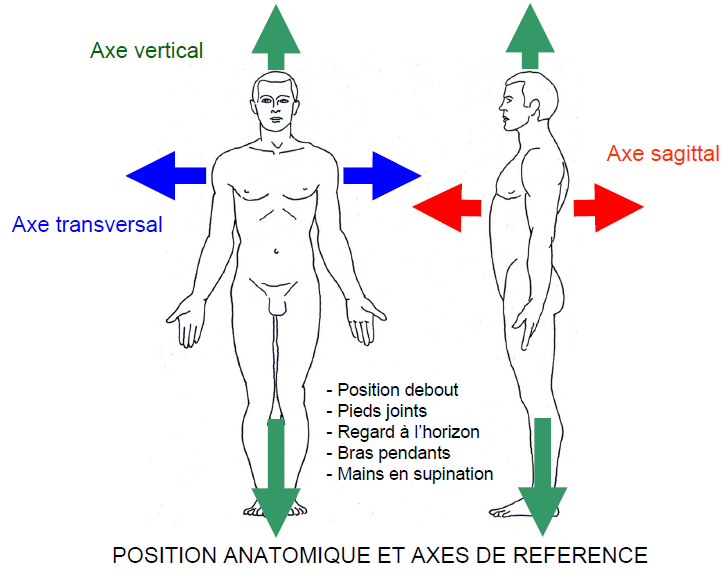 Axe vertical
Axe sagittal
Axe transversal
- Position debout
- Pieds joints
- Regard à l’horizon
- Bras pendants
- Mains en supination
POSITION ANATOMIQUE ET AXES DE REFERENCE